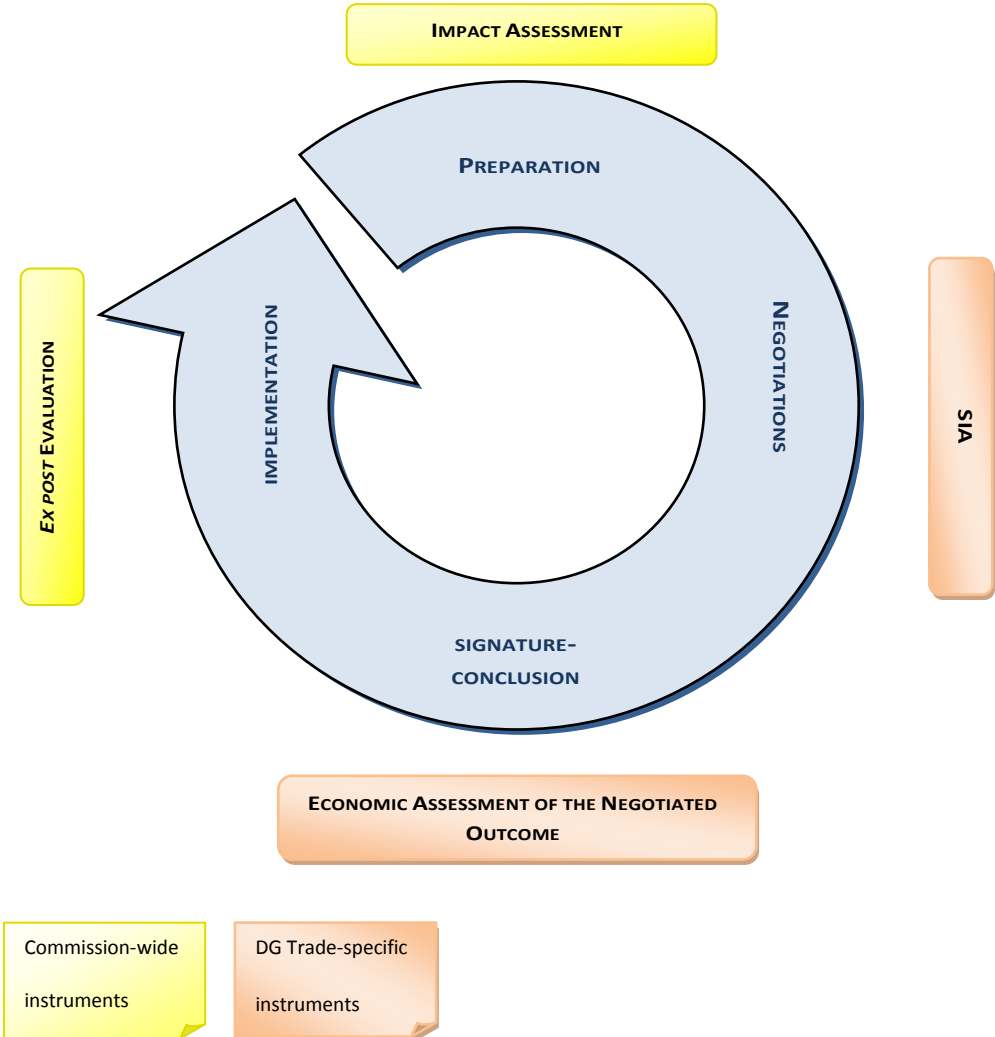 IMPACT ASSESSMENT
PREPARATION
NEGOTIATIONS
SIA
IMPLEMENTATION
EX POST EVALUATION
SIGNATURE-
CONCLUSION
ECONOMIC ASSESSMENT OF THE NEGOTIATED
OUTCOME
Commission-wide
instruments
DG Trade-specific
instruments